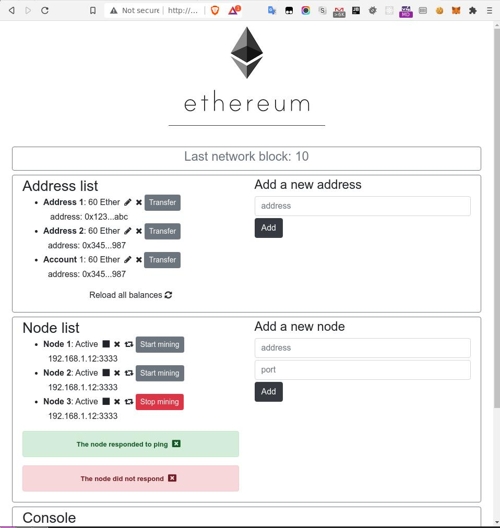 Not secure
http://...
ethereum
Last network block: 10
Address list
Address 1: 60 Ether Transfer
address: 0x123...abc
Address 2: 60 Ether Transfer
address: 0x345...987
Account 1: 60 Ether Transfer
address: 0x345...987
Reload all balances
Add a new address
address
Add
Node list
Node 1: Active Start mining
192.168.1.12:3333
Node 2: Active Start mining
192.168.1.12:3333
Node 3: Active Stop mining
192.168.1.12:3333
The node responded to ping
The node did not respond
Add a new node
address
port
Add
Console